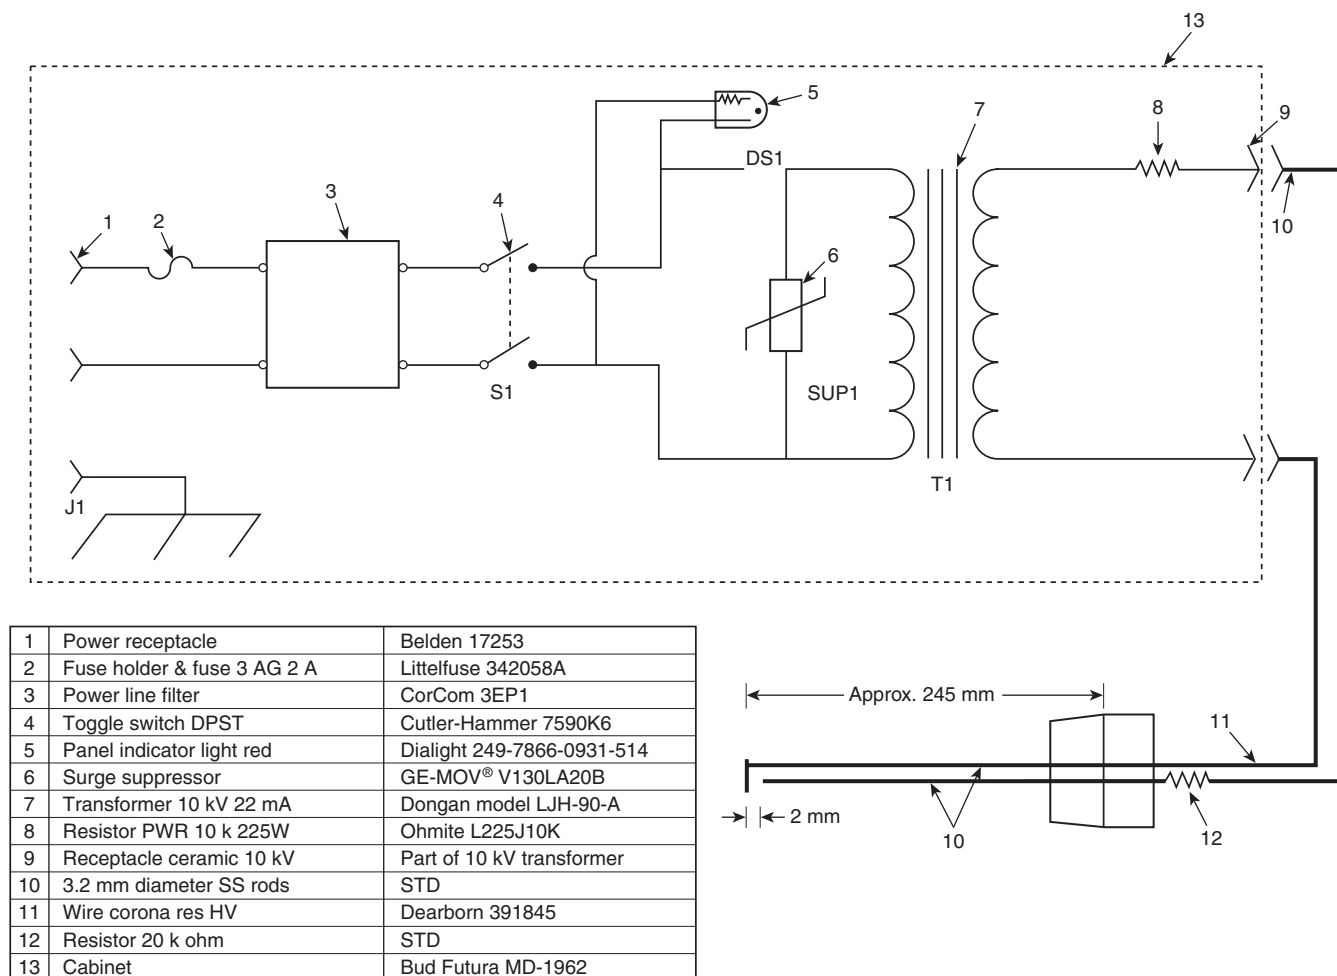 13
5
7
8
9
DS1
10
3
4
1
2
6
S1
SUP1
J1
T1
1 Power receptacle Belden 17253
2 Fuse holder & fuse 3 AG 2 A Littelfuse 342058A
3 Power line filter CorCom 3EP1
4 Toggle switch DPST Cutler-Hammer 7590K6
5 Panel indicator light red Dialight 249-7866-0931-514
6 Surge suppressor GE-MOV® V130LA20B
7 Transformer 10 kV 22 mA Dongan model LJH-90-A
8 Resistor PWR 10 k 225W Ohmite L225J10K
9 Receptacle ceramic 10 kV Part of 10 kV transformer
10 3.2 mm diameter SS rods STD
11 Wire corona res HV Dearborn 391845
12 Resistor 20 k ohm STD
13 Cabinet Bud Futura MD-1962
Approx. 245 mm
11
2 mm
10
12